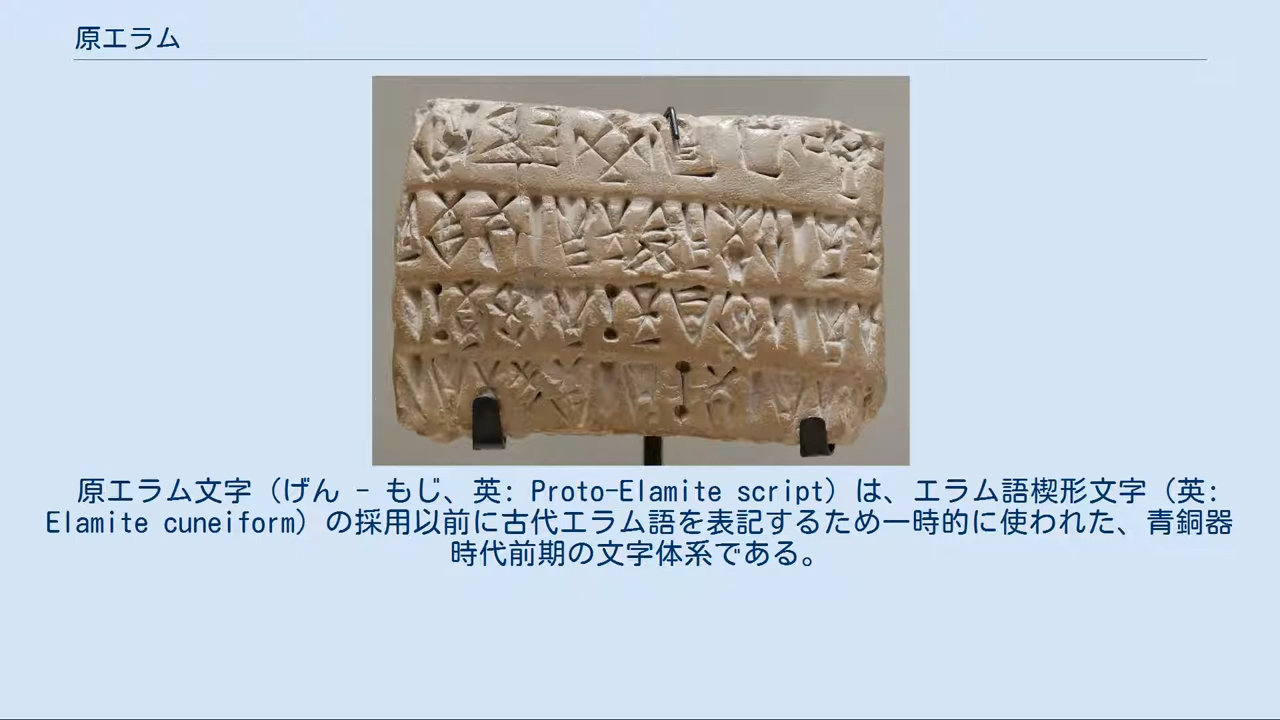 原エラム
原エラム文字（げん - もじ、英: Proto-Elamite script）は、エラム語楔形文字（英:
Elamite cuneiform）の採用以前に古代エラム語を表記するため一時的に使われた、青銅器
時代前期の文字体系である。